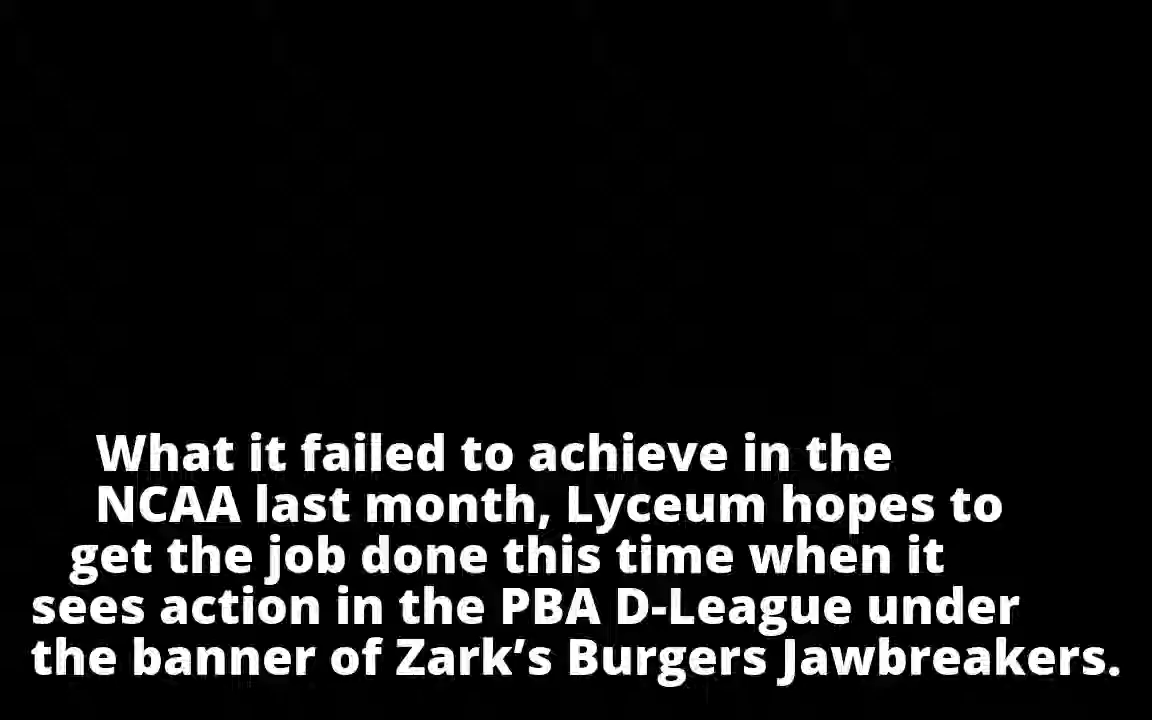 What it failed to achieve in the
NCAA last month, Lyceum hopes to
get the job done this time when it
sees action in the PBA D-League under
the banner of Zark’s Burgers Jawbreakers.